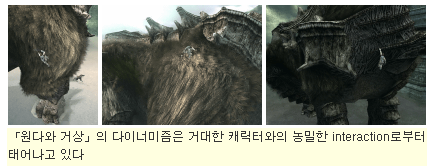 「원다와 거상」의 다이너미즘은 거대한 캐릭터와의 농밀한 interaction로부터
태어나고 있다